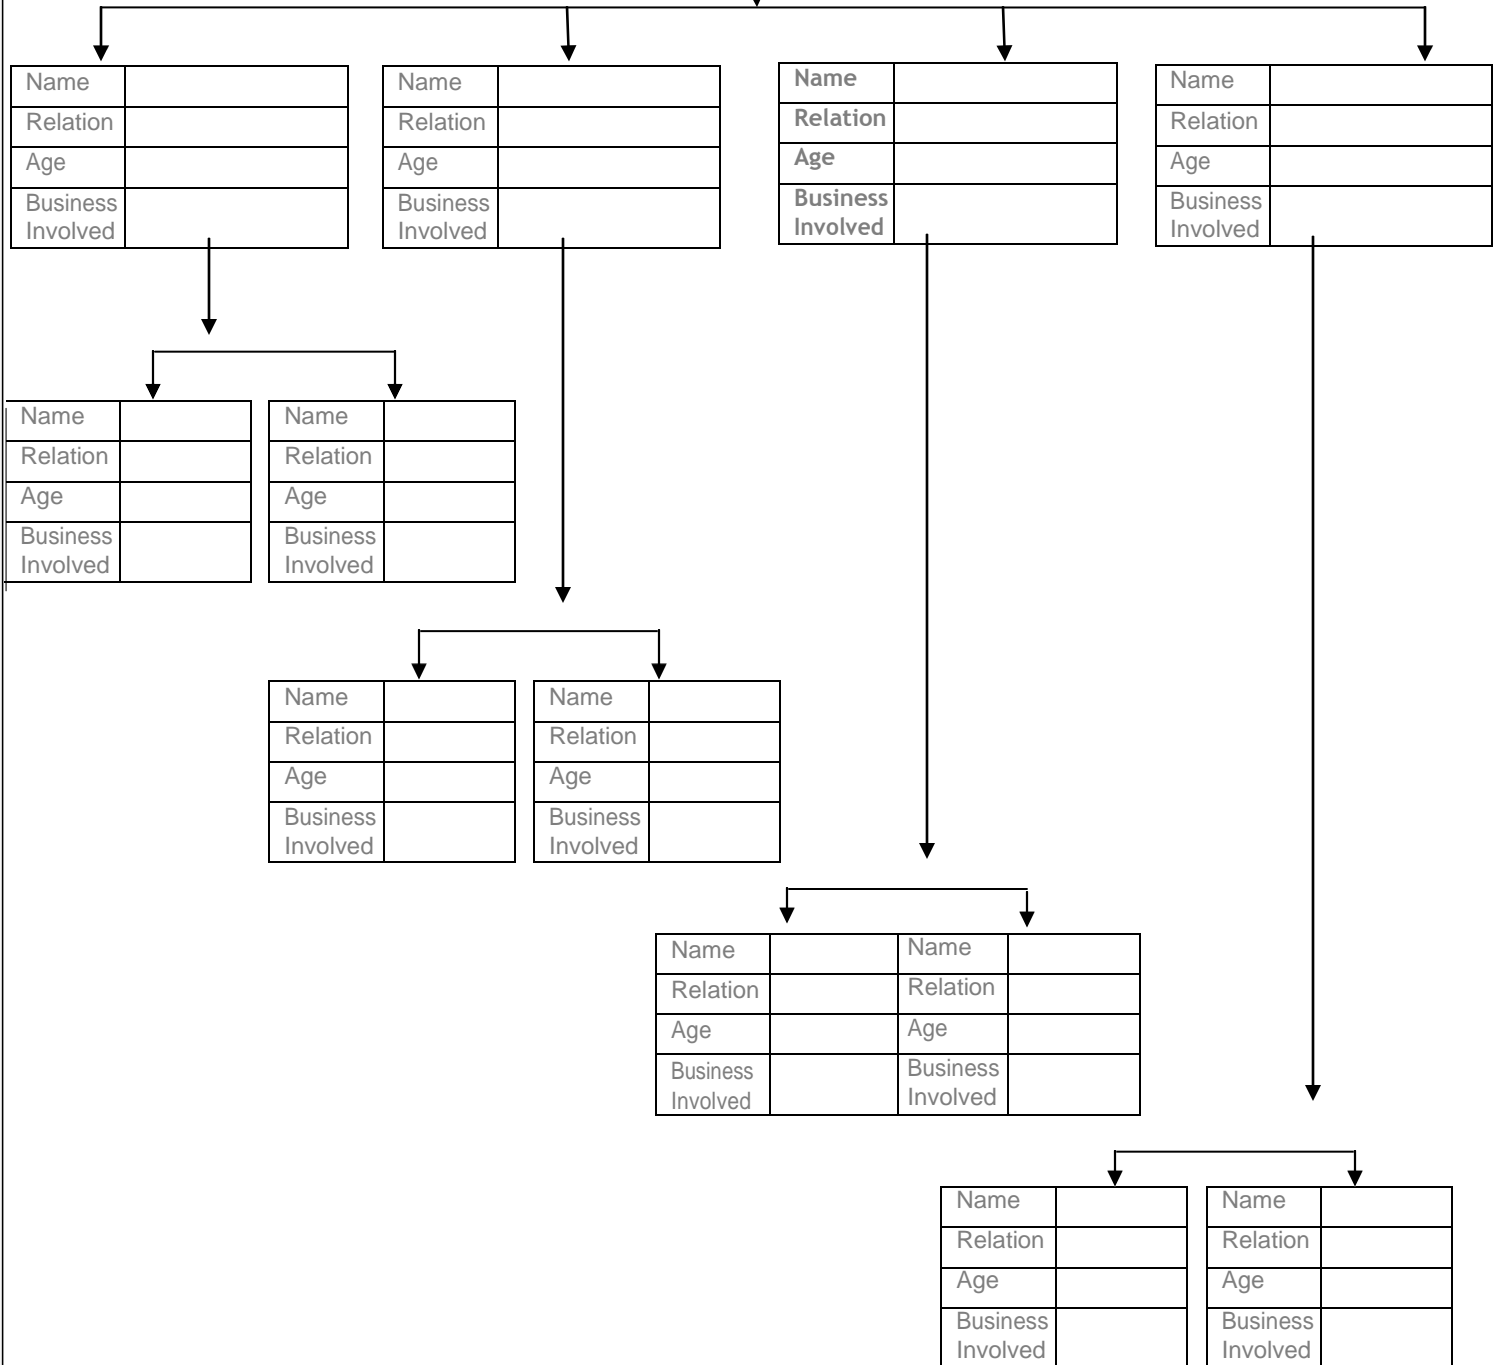 Name
Relation
Age
Business
Involved
Name
Relation
Age
Business
Involved
Name
Relation
Age
Business
Involved
Name
Relation
Age
Business
Involved
Name
Relation
Age
Business
Involved
Name
Relation
Age
Business
Involved
Name
Relation
Age
Business
Involved
Name
Relation
Age
Business
Involved
Name
Relation
Age
Business
Involved
Name
Relation
Age
Business
Involved
Name
Relation
Age
Business
Involved
Name
Relation
Age
Business
Involved